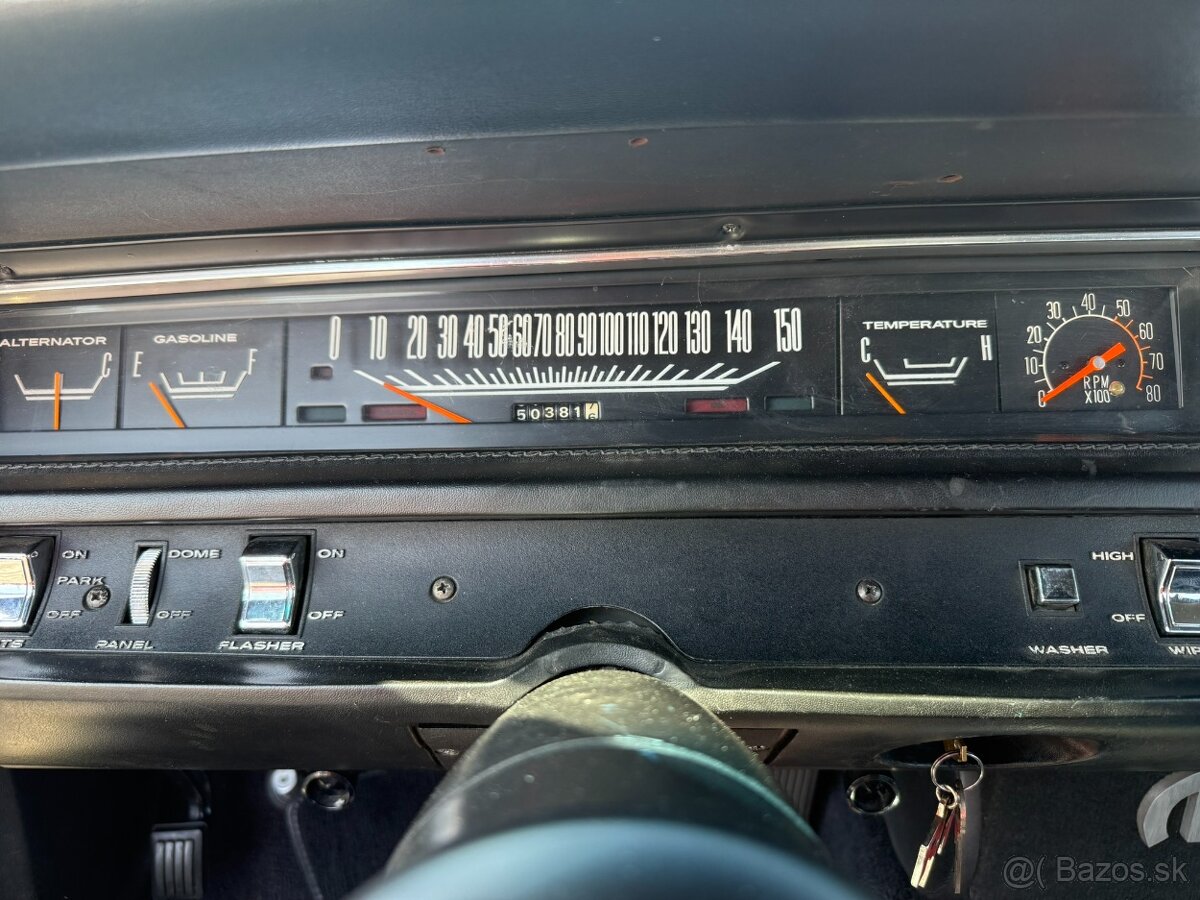 ALTERNATOR
C
GASOLINE
E F
0 10 20 30 40 50 60 70 80 90 100 110 120 130 140 150
50381
TEMPERATURE
C H
0 10 20 30 40 50 60 70 80
RPM
X100
ON
PARK
OFF
DOME
OFF
PANEL
ON
OFF
FLASHER
WASHER
HIGH
OFF
@( Bazos.sk